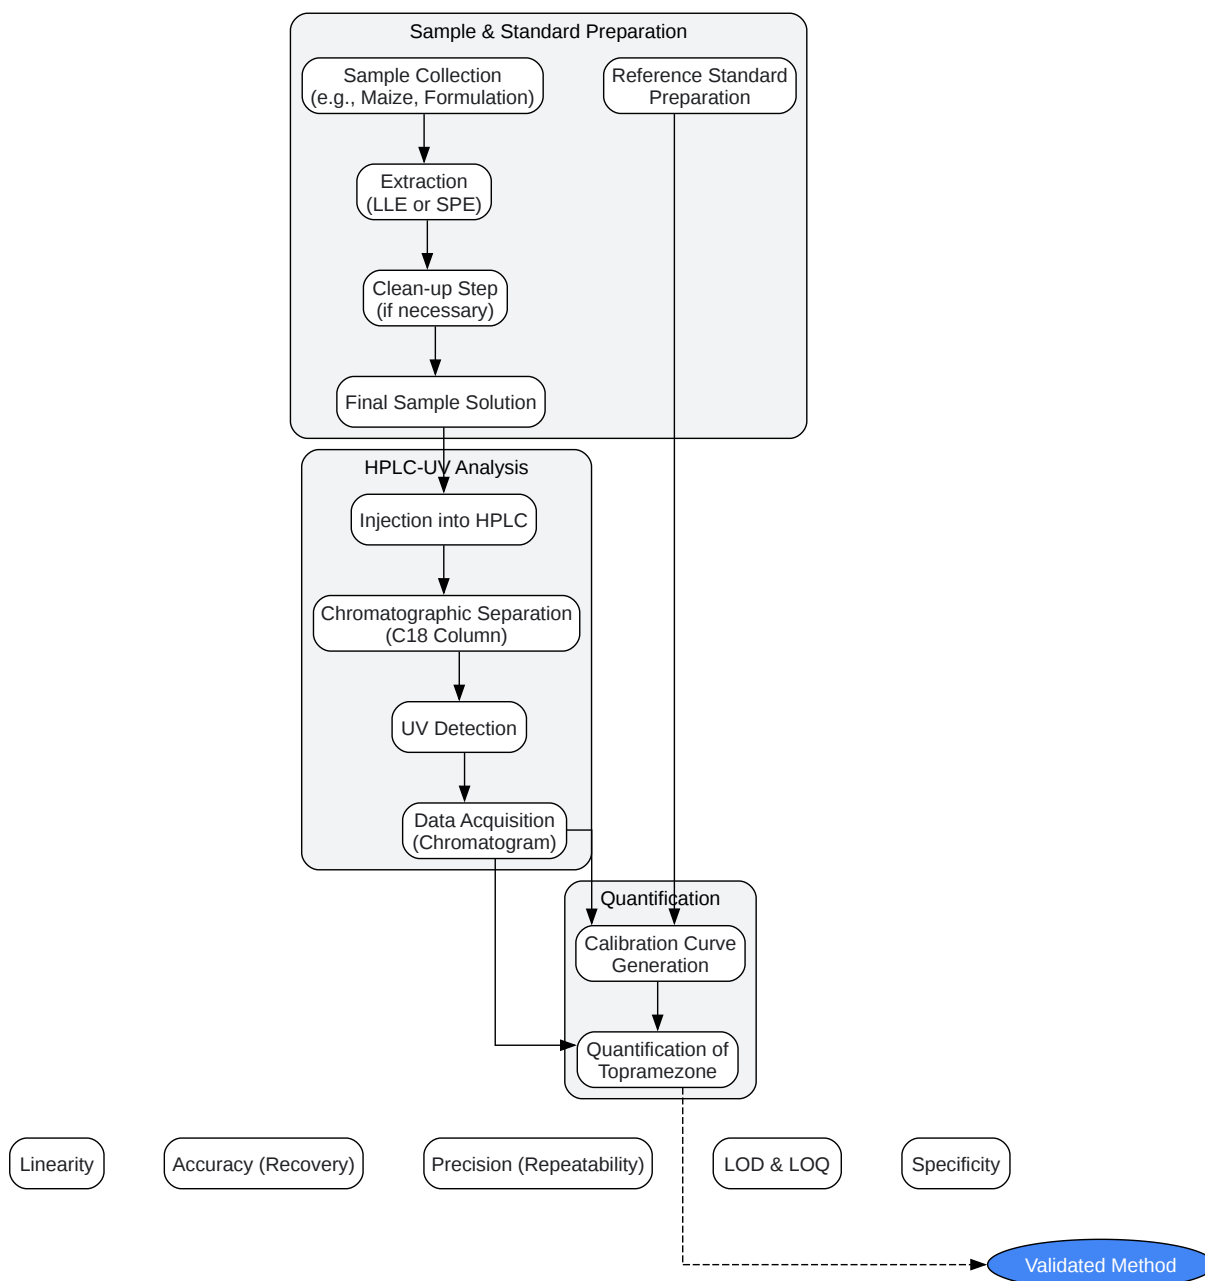 Sample & Standard Preparation
Sample Collection
(e.g., Maize, Formulation)
Reference Standard
Preparation
Extraction
(LLE or SPE)
Clean-up Step
(if necessary)
Final Sample Solution
HPLC-UV Analysis
Injection into HPLC
Chromatographic Separation
(C18 Column)
UV Detection
Data Acquisition
(Chromatogram)
Quantification
Calibration Curve
Generation
Quantification of
Topramezone
Linearity
Accuracy (Recovery)
Precision (Repeatability)
LOD & LOQ
Specificity
Validated Method